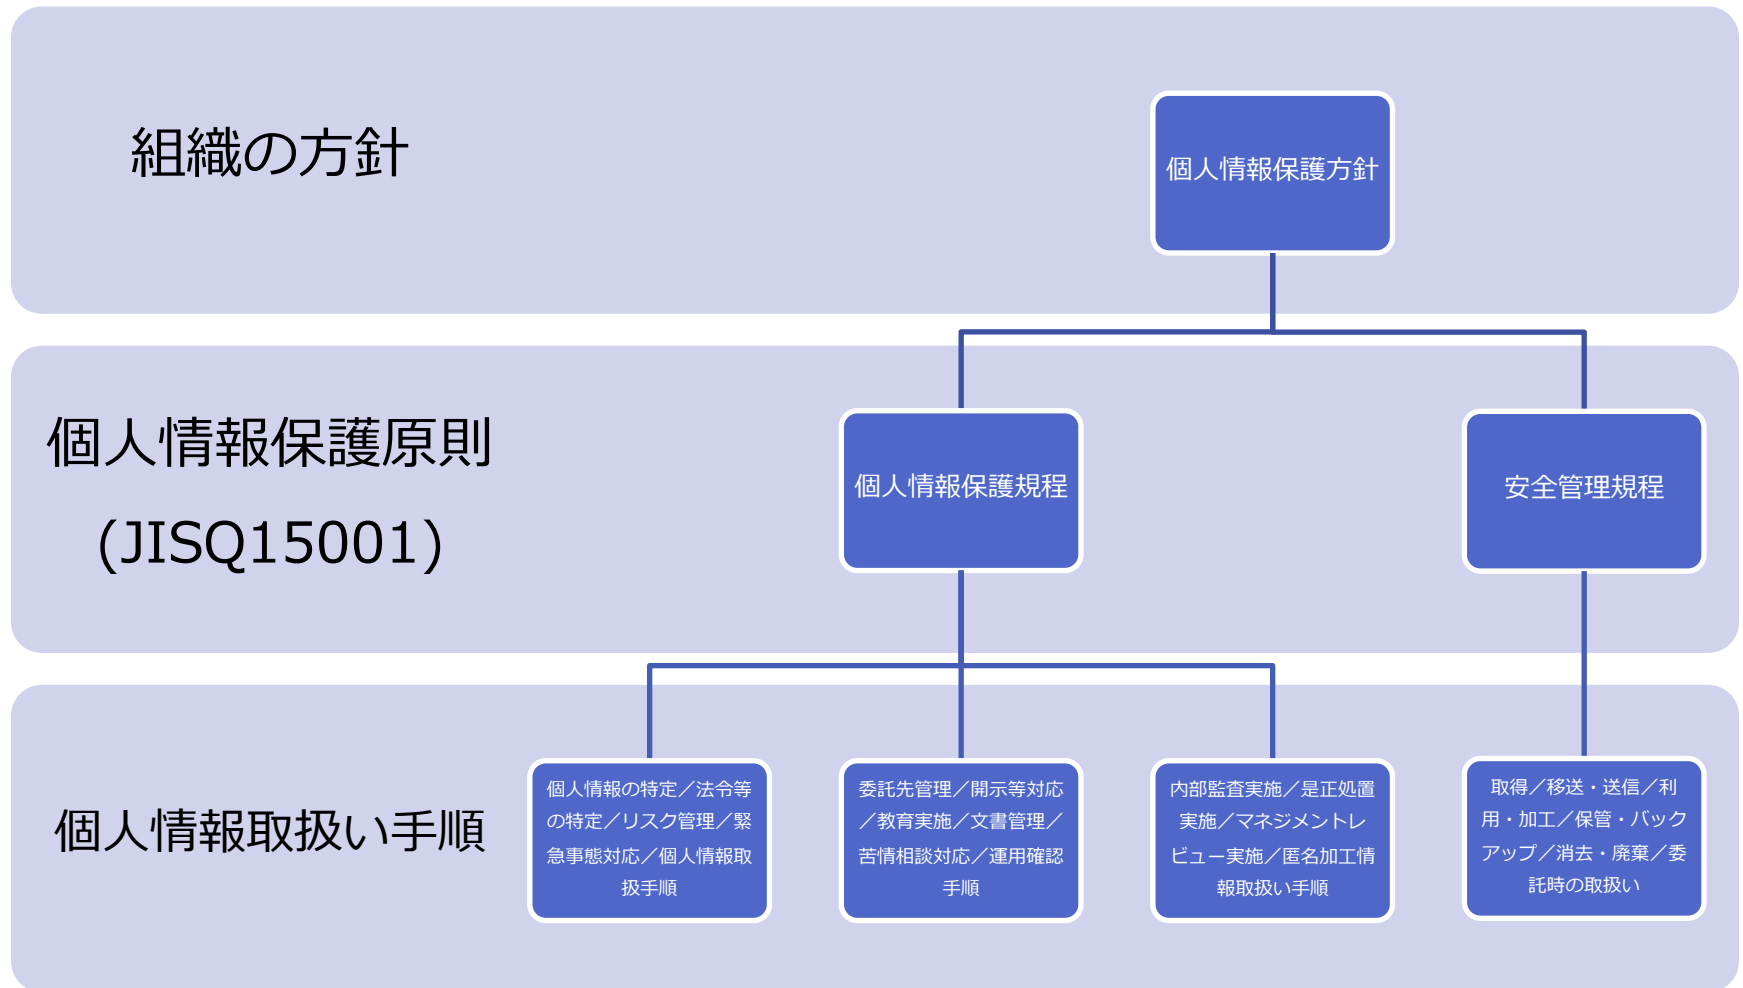 組織の方針
個人情報保護方針
個人情報保護原則
(JISQ15001)
個人情報保護規程
安全管理規程
個人情報取扱い手順
個人情報の特定／法令等
の特定／リスク管理／緊
急事態対応／個人情報取
扱手順
委託先管理／開示等対応
／教育実施／文書管理／
苦情相談対応／運用確認
手順
内部監査実施／是正処置
実施／マネジメントレ
ビュー実施／匿名加工情
報取扱い手順
取得／移送・送信／利
用・加工／保管・バック
アップ／消去・廃棄／委
託時の取扱い